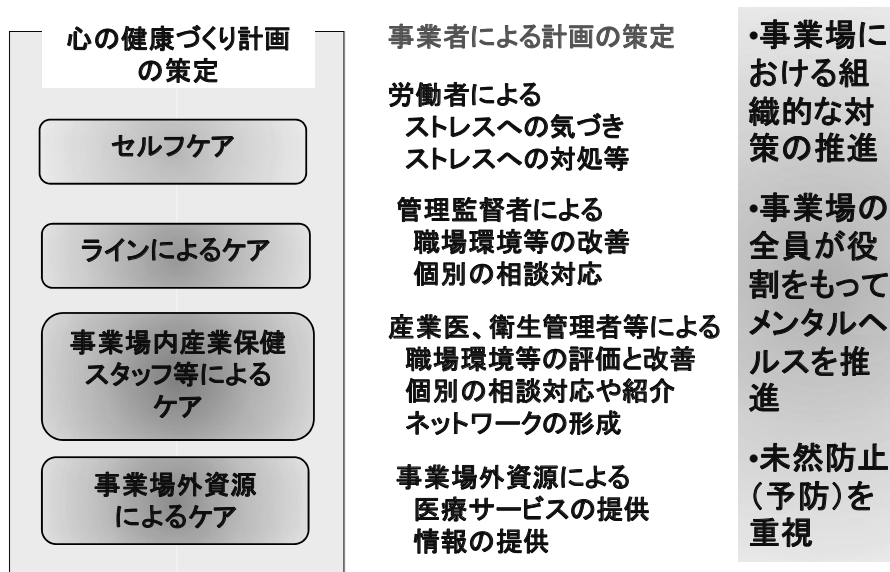 心の健康づくり計画
の策定
セルフケア
ラインによるケア
事業場内産業保健
スタッフ等による
ケア
事業場外資源
によるケア
事業者による計画の策定
労働者による
ストレスへの気づき
ストレスへの対処等
管理監督者による
職場環境等の改善
個別の相談対応
産業医、衛生管理者等による
職場環境等の評価と改善
個別の相談対応や紹介
ネットワークの形成
事業場外資源による
医療サービスの提供
情報の提供
•事業場に
おける組
織的な対
策の推進
•事業場の
全員が役
割をもって
メンタルヘ
ルスを推
進
•未然防止
(予防)を
重視